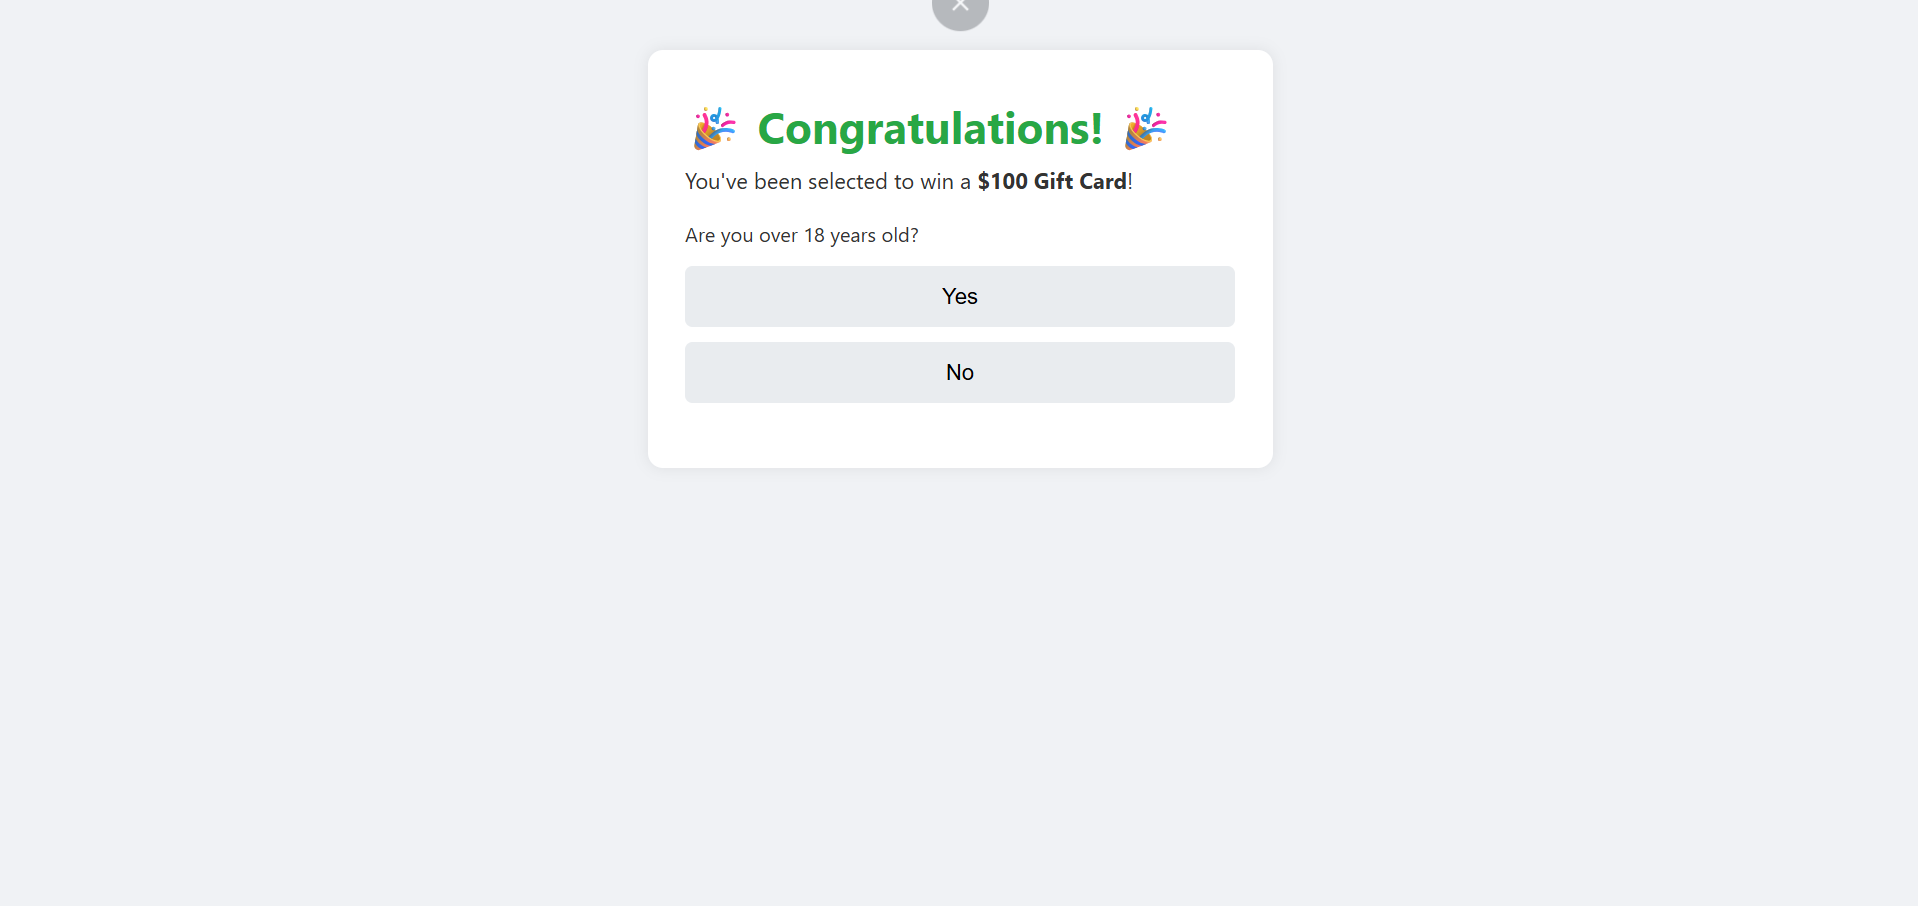 🎉 Congratulations! 🎉
You've been selected to win a $100 Gift Card!
Are you over 18 years old?
Yes
No